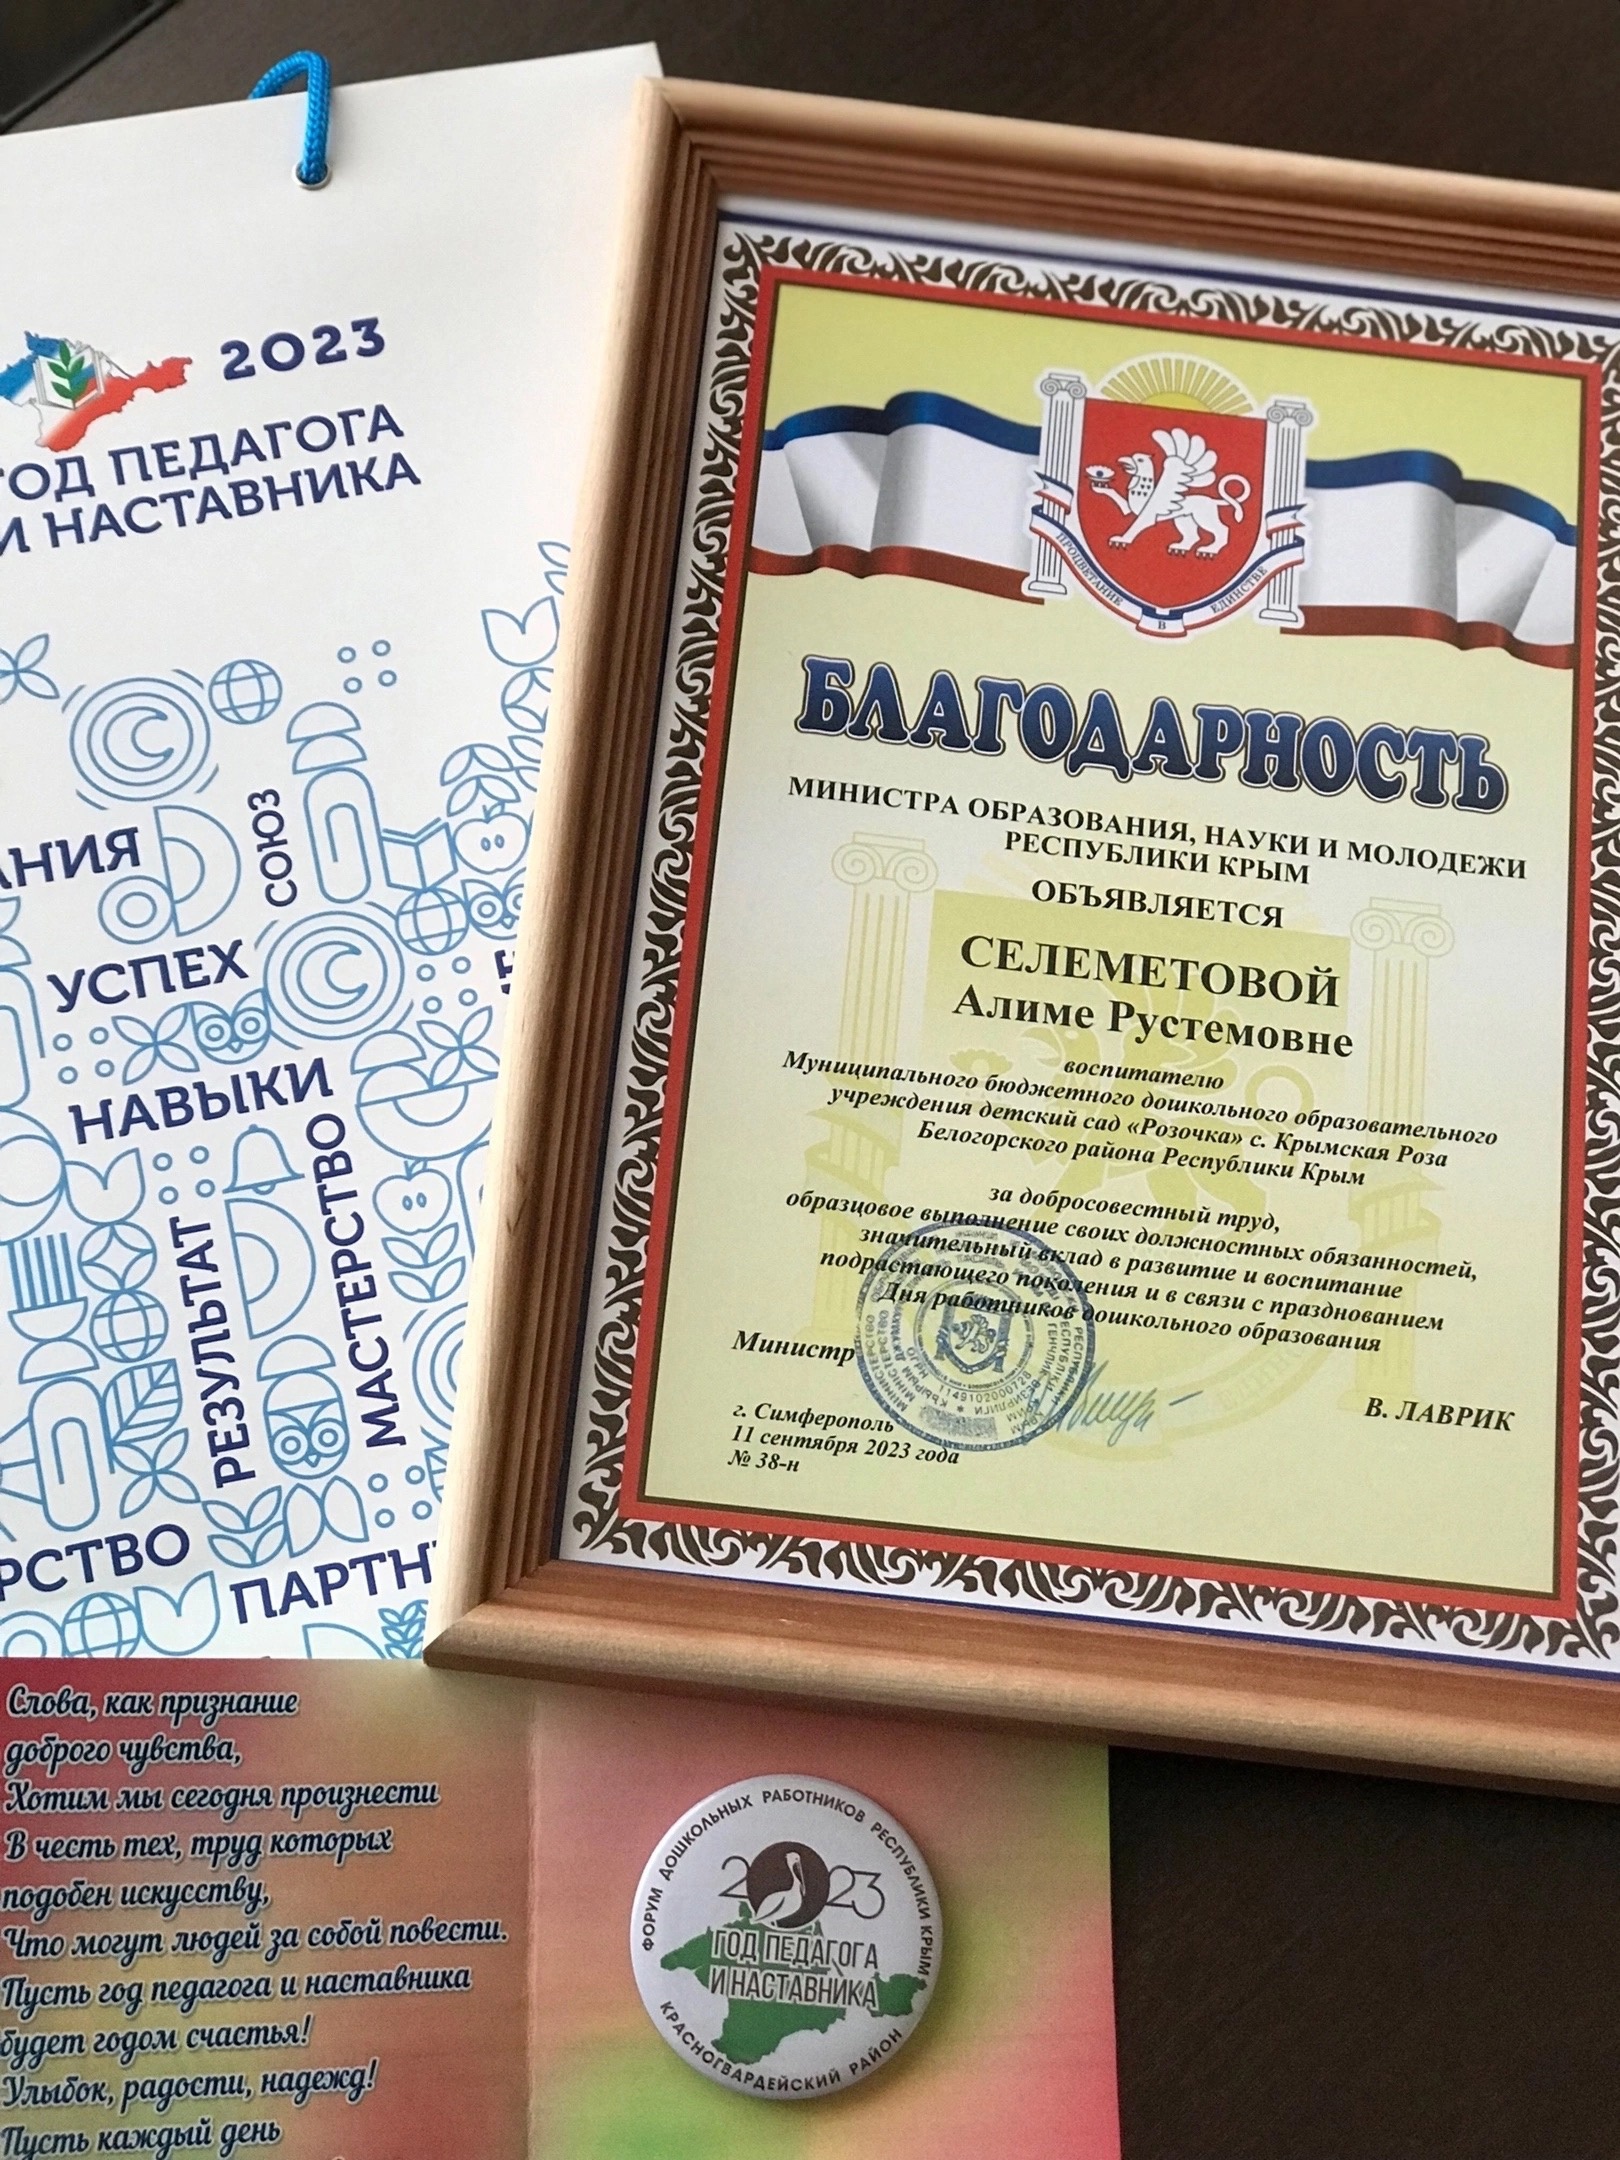 2023
ГОД ПЕДАГОГА
И НАСТАВНИКА
СОЮЗ
УСПЕХ
НАВЫКИ
РЕЗУЛЬТАТ
МАСТЕРСТВО
ПРОЦВЕТАНИЕ В ЕДИНСТВЕ
БЛАГОДАРНОСТЬ
МИНИСТРА ОБРАЗОВАНИЯ, НАУКИ И МОЛОДЕЖИ
РЕСПУБЛИКИ КРЫМ
ОБЪЯВЛЯЕТСЯ
СЕЛЕМЕТОВОЙ
Алиме Рустемовне
воспитателю
Муниципального бюджетного дошкольного образовательного
учреждения детский сад «Розочка» с. Крымская Роза
Белогорского района Республики Крым
за добросовестный труд,
образцовое выполнение своих должностных обязанностей,
значительный вклад в развитие и воспитание
подрастающего поколения и в связи с празднованием
Дня работников дошкольного образования
Министр
В. ЛАВРИК
г. Симферополь
11 сентября 2023 года
№ 38-н
1149102000728
Слова, как признание
доброго чувства,
Хотим мы сегодня произнести
В честь тех, труд которых
подобен искусству,
Что могут людей за собой повести.
Пусть год педагога и наставника
будет годом счастья!
Улыбок, радости, надежд!
Пусть каждый день
ФОРУМ ДОШКОЛЬНЫХ РАБОТНИКОВ РЕСПУБЛИКИ КРЫМ
2023
ГОД ПЕДАГОГА
И НАСТАВНИКА
КРАСНОГВАРДЕЙСКИЙ РАЙОН